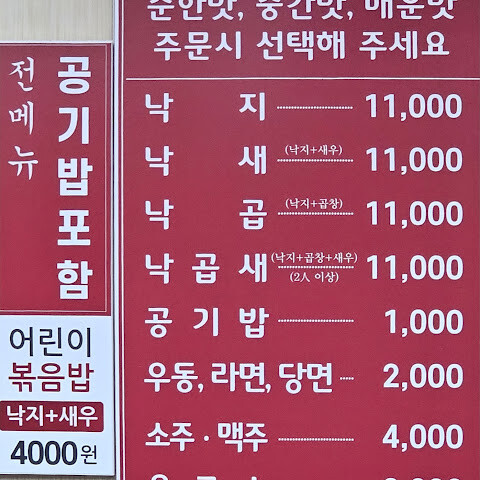 전메뉴
공기밥포함
어린이
볶음밥
낙지+새우
4000원
순한맛, 중간맛, 매운맛
주문시 선택해 주세요
낙 지 11,000
낙 새 (낙지+새우) 11,000
낙 곱 (낙지+곱창) 11,000
낙 곱 새 (낙지+곱창+새우) (2人 이상) 11,000
공 기 밥 1,000
우동, 라면, 당면 2,000
소주 · 맥주 4,000